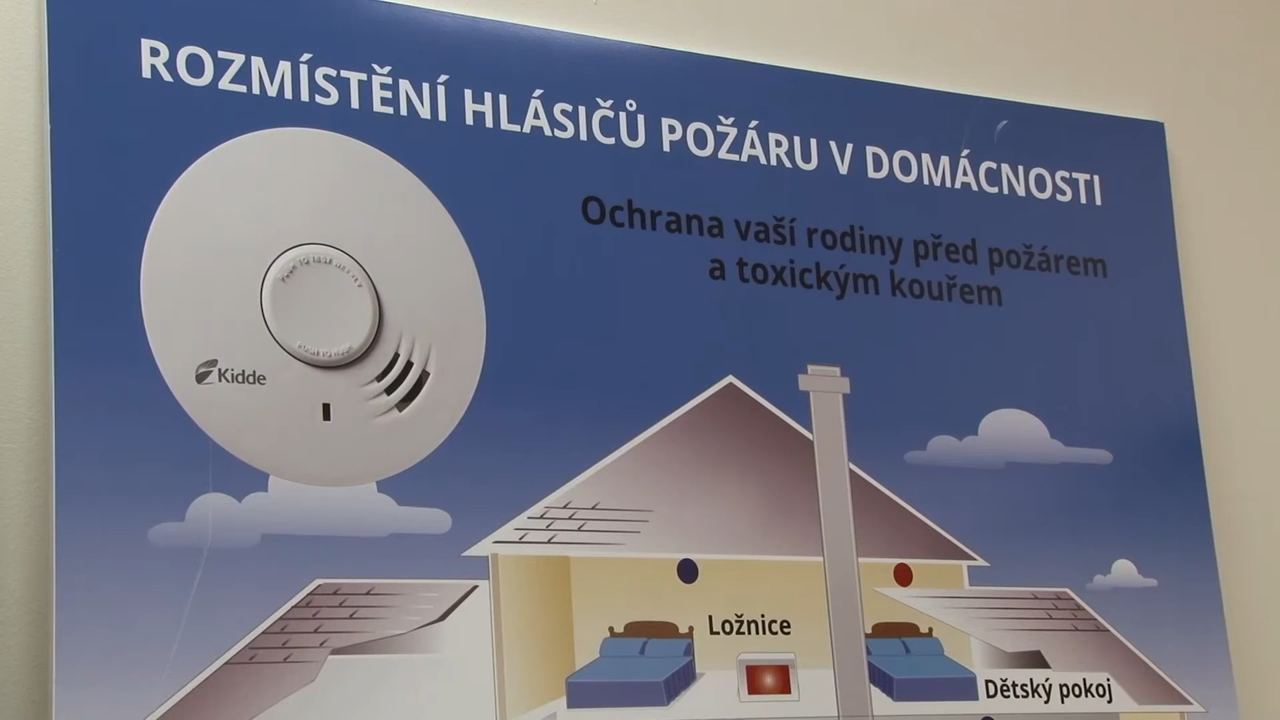 ROZMÍSTĚNÍ HLÁSIČŮ POŽÁRU V DOMÁCNOSTI
Ochrana vaší rodiny před požárem
a toxickým kouřem
Kidde
Ložnice
Dětský pokoj